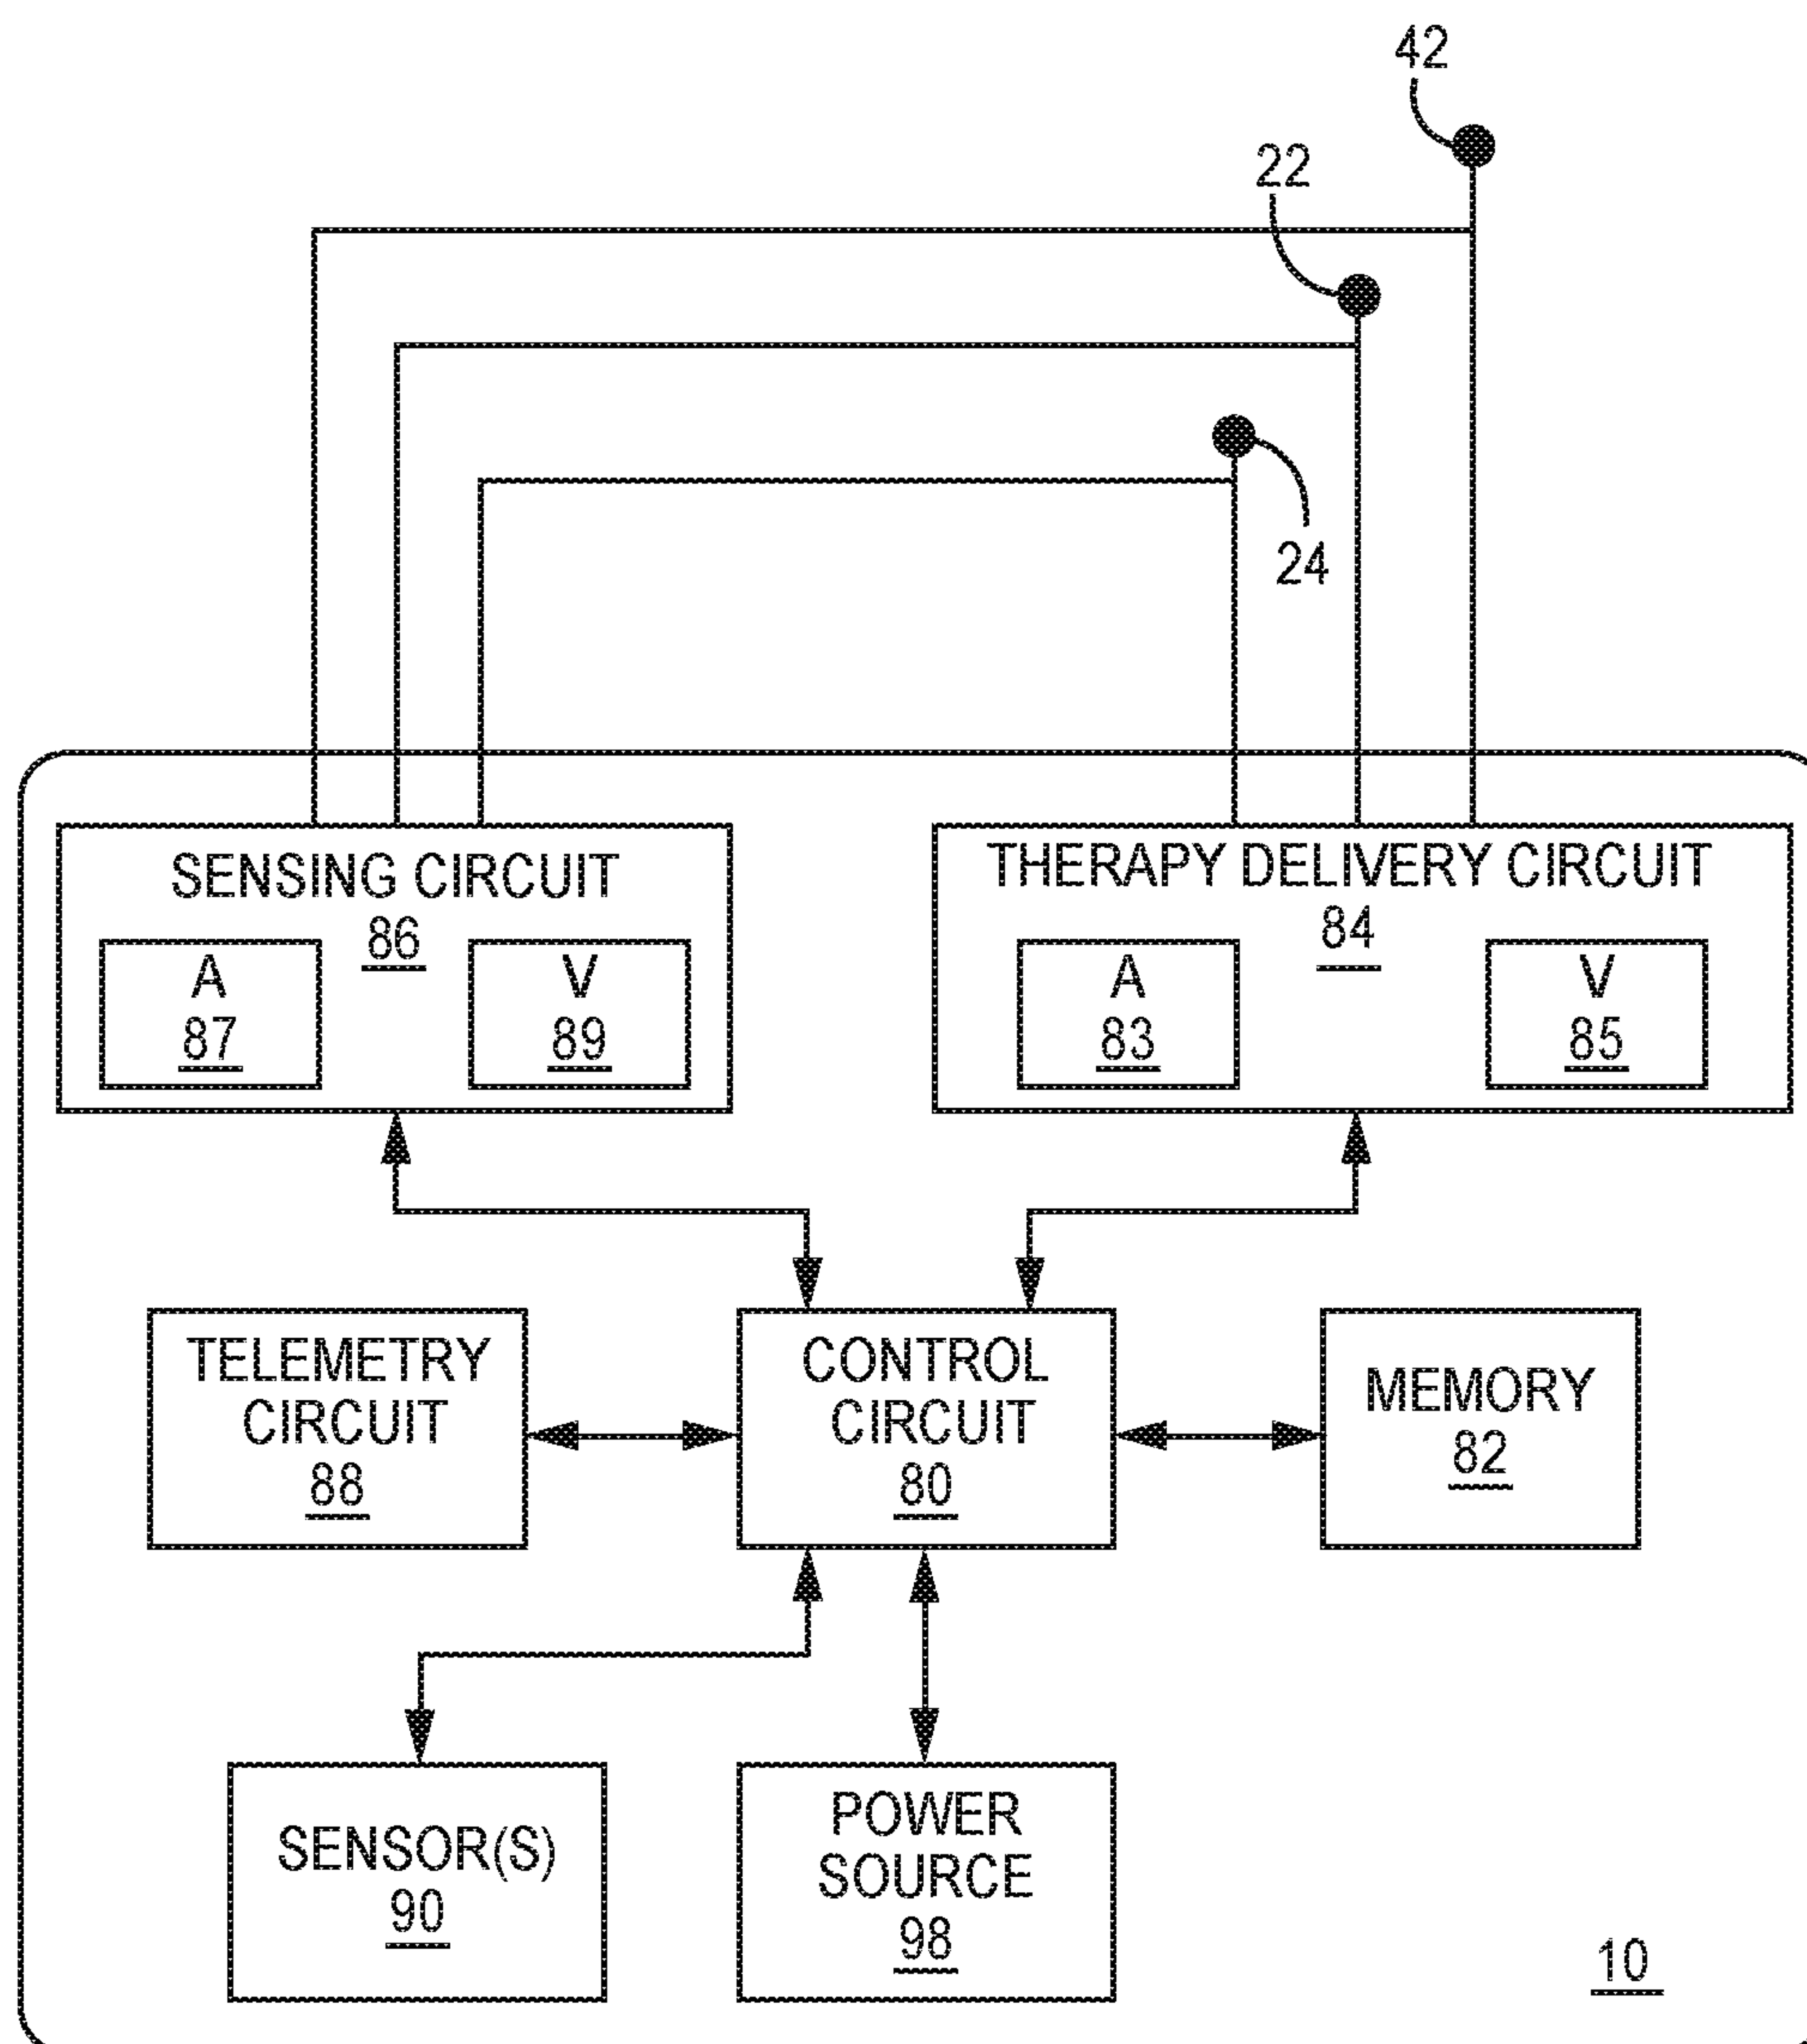 42
22
24
SENSING CIRCUIT
86
A
87
V
89
THERAPY DELIVERY CIRCUIT
84
A
83
V
85
TELEMETRY
CIRCUIT
88
CONTROL
CIRCUIT
80
MEMORY
82
SENSOR(S)
90
POWER
SOURCE
98
10